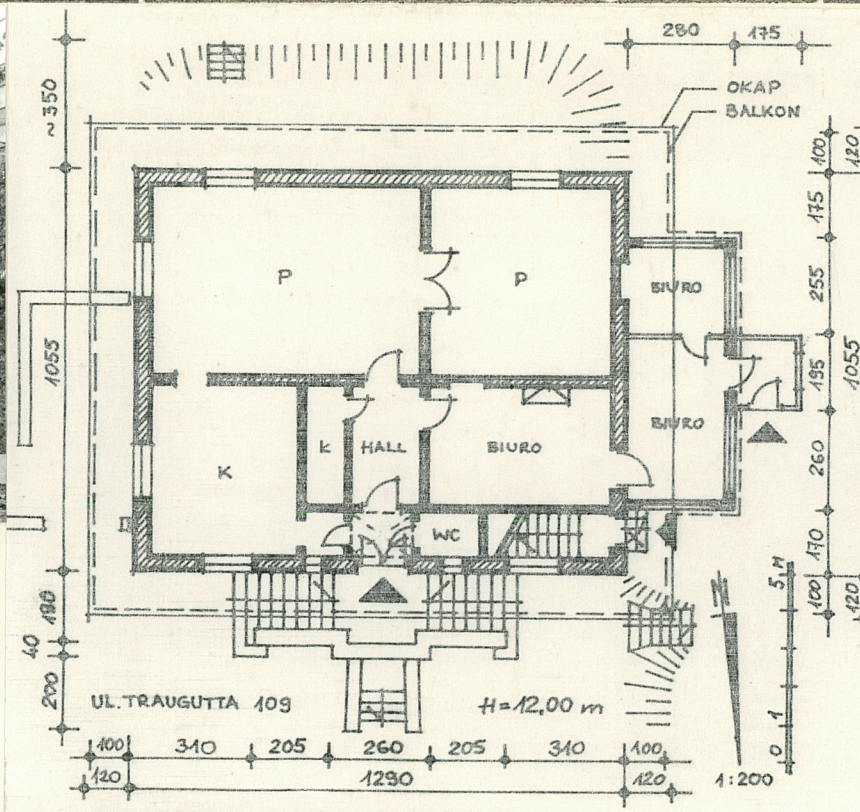 280 175
OKAP
BALKON
~350
100 120
175
P P
BIURO
255
1055
195
1055
BIURO
K k HALL BIURO
260
WC
170
5 M
190
100 120
N
40
200
UL. TRAUGUTTA 109 H=12,00 m
1
0
100 310 205 260 205 310 100
120 1290 120 1:200